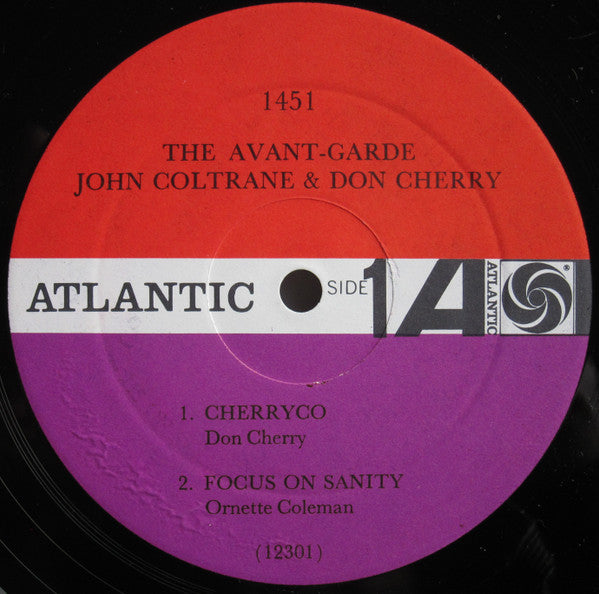 1451
THE AVANT-GARDE
JOHN COLTRANE & DON CHERRY
ATLANTIC SIDE 1 A ATLANTIC ®
1. CHERRYCO
Don Cherry
2. FOCUS ON SANITY
Ornette Coleman
(12301)